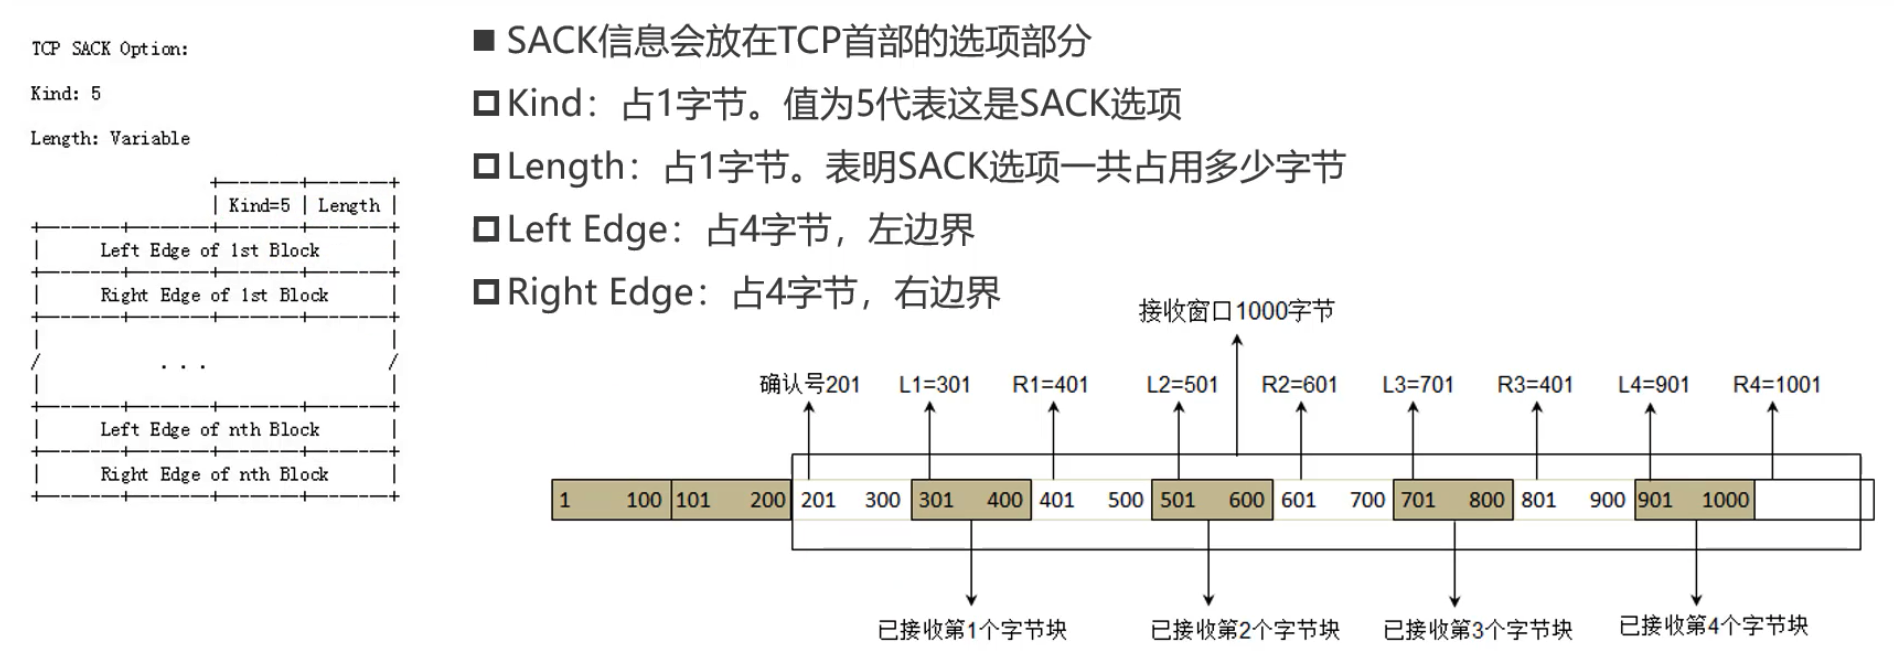 TCP SACK Option:
Kind: 5
Length: Variable
Kind=5 Length
Left Edge of 1st Block
Right Edge of 1st Block
. . .
Left Edge of nth Block
Right Edge of nth Block
SACK信息会放在TCP首部的选项部分
Kind：占1字节。值为5代表这是SACK选项
Length：占1字节。表明SACK选项一共占用多少字节
Left Edge：占4字节，左边界
Right Edge：占4字节，右边界
接收窗口1000字节
确认号201 L1=301 R1=401 L2=501 R2=601 L3=701 R3=401 L4=901 R4=1001
1 100 101 200 201 300 301 400 401 500 501 600 601 700 701 800 801 900 901 1000
已接收第1个字节块 已接收第2个字节块 已接收第3个字节块 已接收第4个字节块